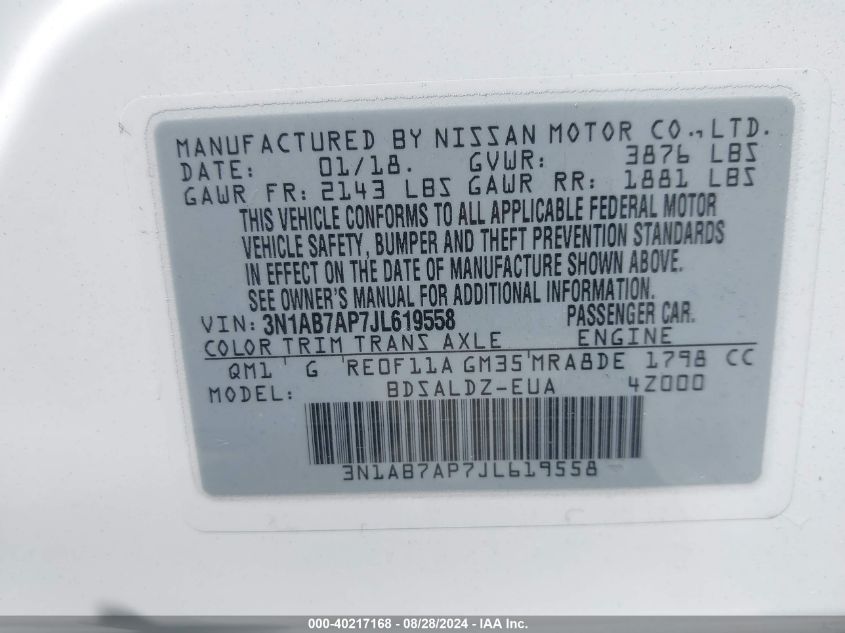 MANUFACTURED BY NISSAN MOTOR CO., LTD.
DATE: 01/18. GVWR: 3876 LBS
GAWR FR: 2143 LBS GAWR RR: 1881 LBS
THIS VEHICLE CONFORMS TO ALL APPLICABLE FEDERAL MOTOR
VEHICLE SAFETY, BUMPER AND THEFT PREVENTION STANDARDS
IN EFFECT ON THE DATE OF MANUFACTURE SHOWN ABOVE.
SEE OWNER'S MANUAL FOR ADDITIONAL INFORMATION.
VIN: 3N1AB7AP7JL619558 PASSENGER CAR.
COLOR TRIM TRANS AXLE ENGINE
QM1 G RE0F11A GM35 MRA8DE 1798 CC
MODEL: BDSALDZ-EUA 4Z000
3N1AB7AP7JL619558
000-40217168 - 08/28/2024 - IAA Inc.